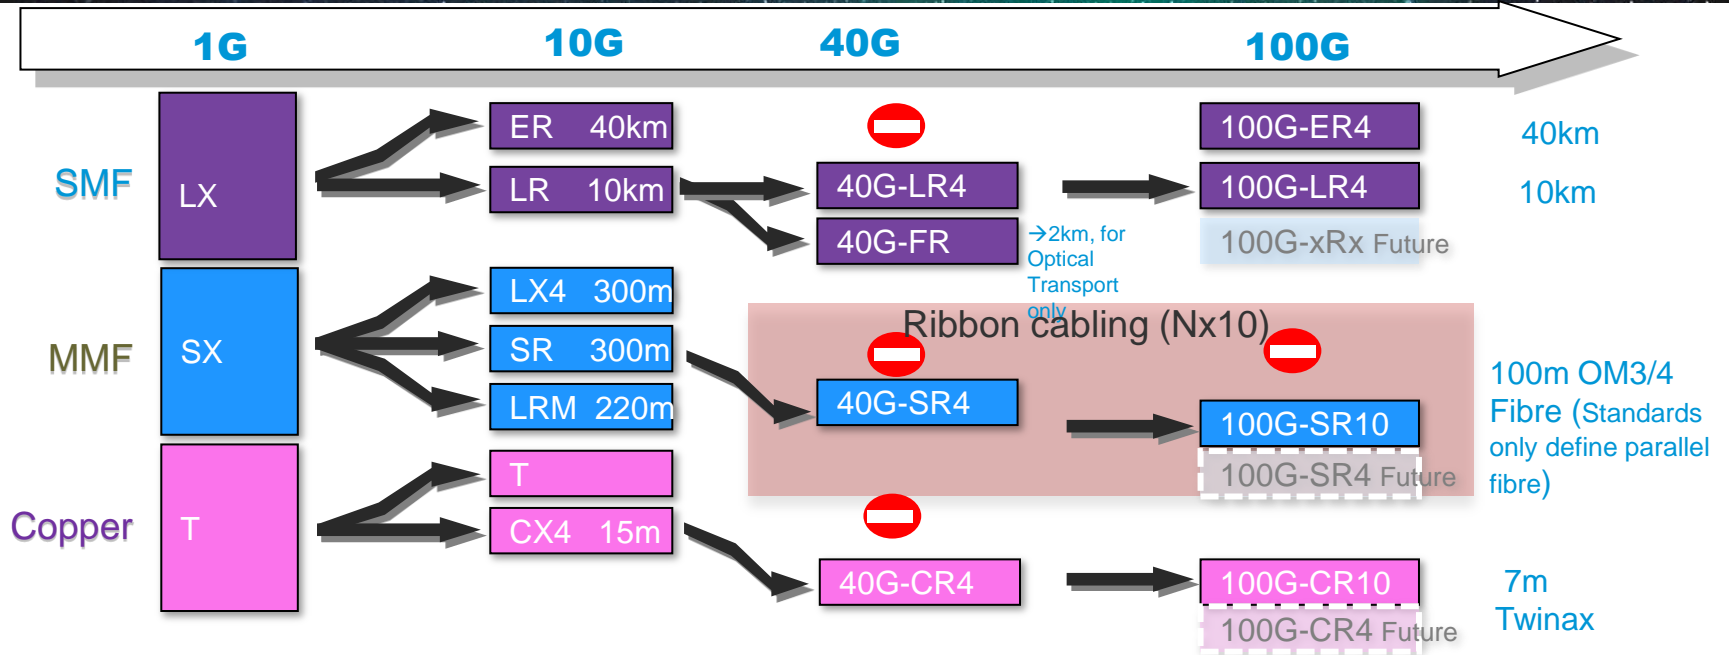 1G 10G 40G 100G
ER 40km 100G-ER4 40km
SMF LX LR 10km 40G-LR4 100G-LR4 10km
40G-FR →2km, for 100G-xRx Future
Optical
Transport
only
LX4 300m
Ribbon cabling (Nx10)
MMF SX SR 300m
LRM 220m 40G-SR4 100m OM3/4
100G-SR10 Fibre (Standards
only define parallel
T 100G-SR4 Future fibre)
Copper T CX4 15m
40G-CR4 100G-CR10 7m
100G-CR4 Future Twinax